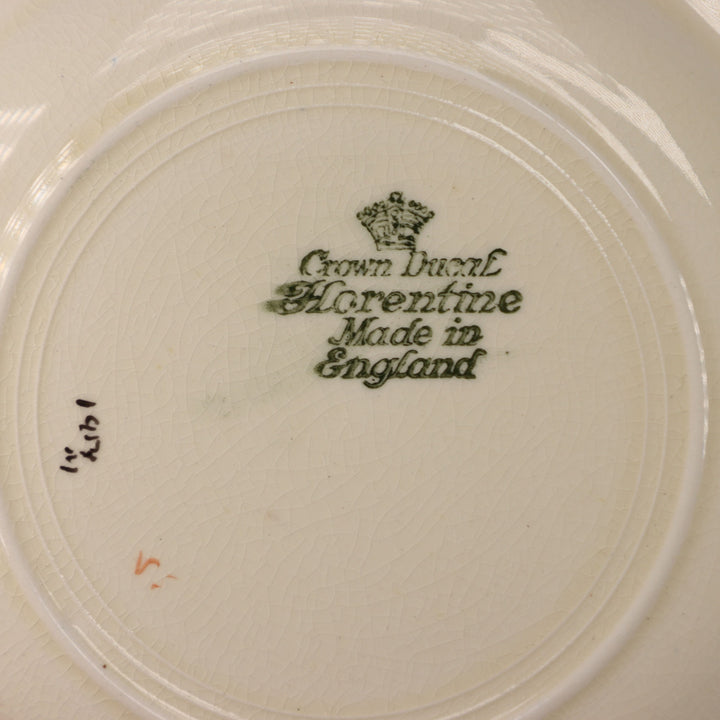 Crown Ducal
Florentine
Made in
England